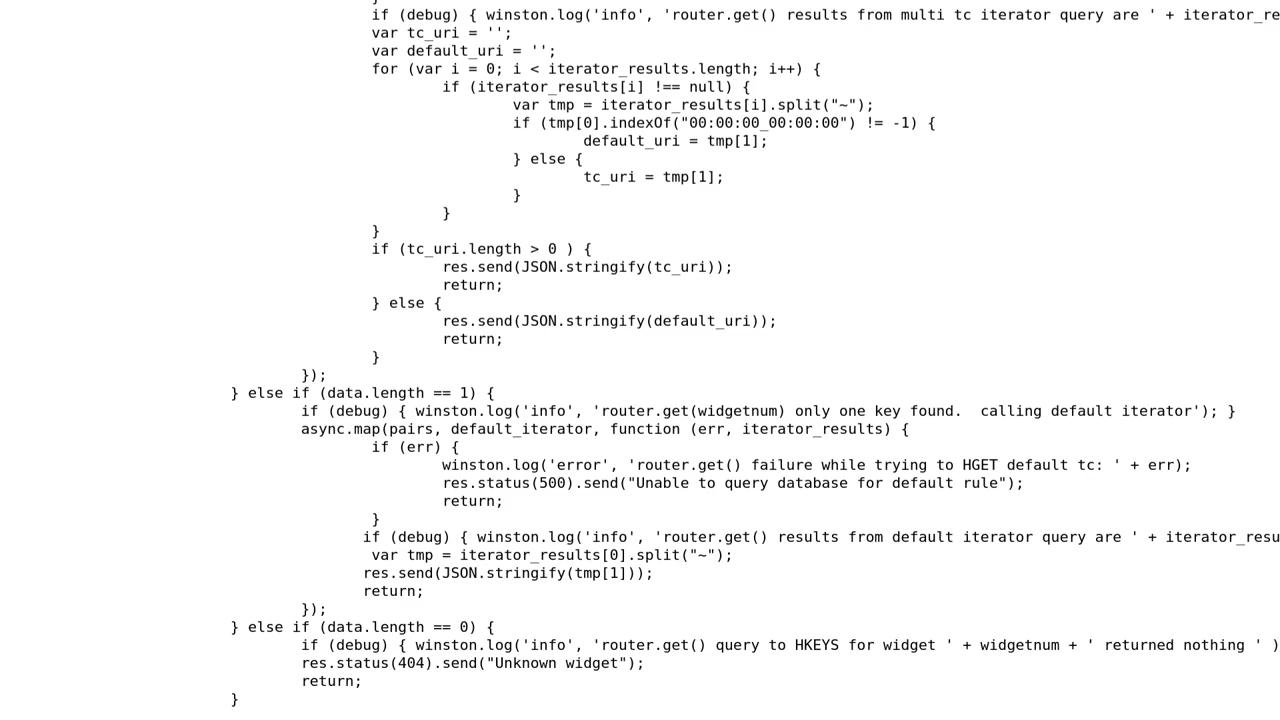 }
if (debug) { winston.log('info', 'router.get() results from multi tc iterator query are ' + iterator_re
var tc_uri = '';
var default_uri = '';
for (var i = 0; i < iterator_results.length; i++) {
if (iterator_results[i] !== null) {
var tmp = iterator_results[i].split("~");
if (tmp[0].indexOf("00:00:00_00:00:00") != -1) {
default_uri = tmp[1];
} else {
tc_uri = tmp[1];
}
}
}
if (tc_uri.length > 0 ) {
res.send(JSON.stringify(tc_uri));
return;
} else {
res.send(JSON.stringify(default_uri));
return;
}
});
} else if (data.length == 1) {
if (debug) { winston.log('info', 'router.get(widgetnum) only one key found.  calling default iterator'); }
async.map(pairs, default_iterator, function (err, iterator_results) {
if (err) {
winston.log('error', 'router.get() failure while trying to HGET default tc: ' + err);
res.status(500).send("Unable to query database for default rule");
return;
}
if (debug) { winston.log('info', 'router.get() results from default iterator query are ' + iterator_resu
var tmp = iterator_results[0].split("~");
res.send(JSON.stringify(tmp[1]));
return;
});
} else if (data.length == 0) {
if (debug) { winston.log('info', 'router.get() query to HKEYS for widget ' + widgetnum + ' returned nothing ' )
res.status(404).send("Unknown widget");
return;
}